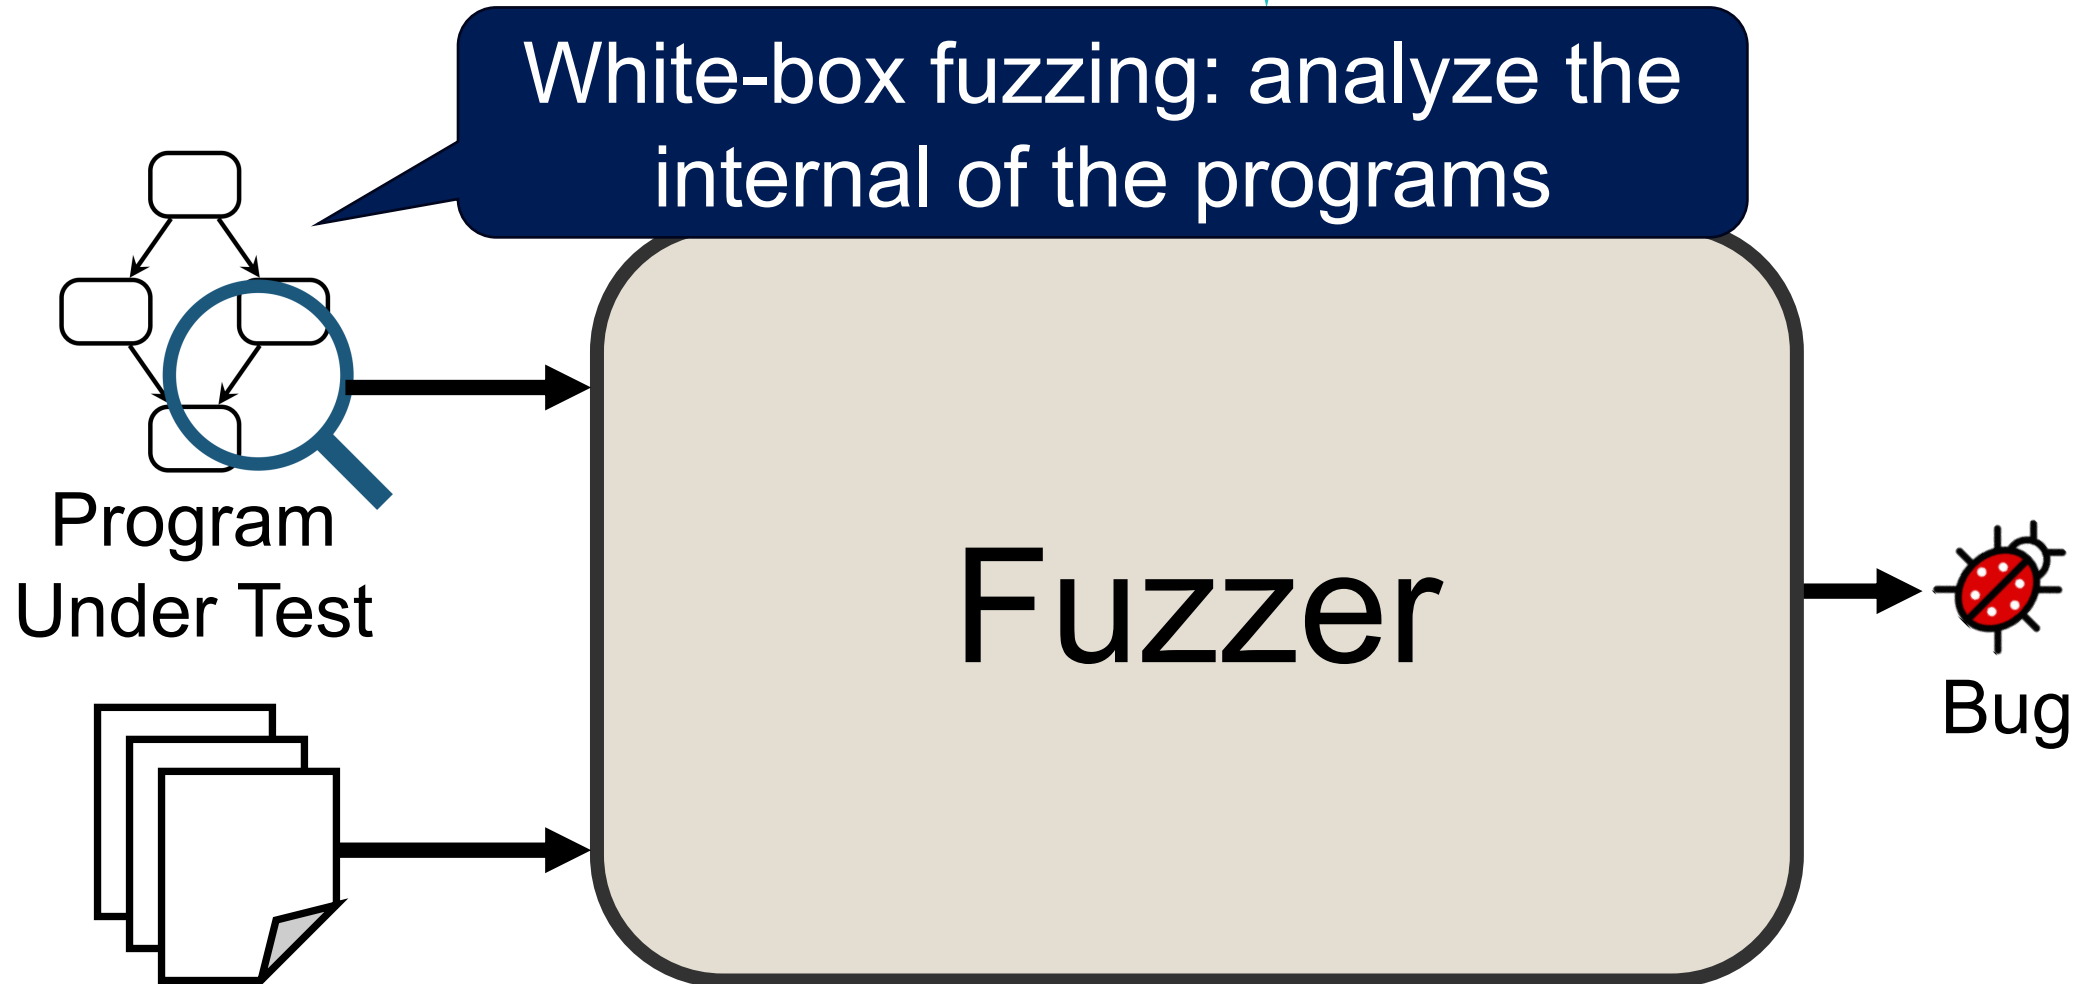 White-box fuzzing: analyze the
internal of the programs
Program
Under Test
Fuzzer
Bug